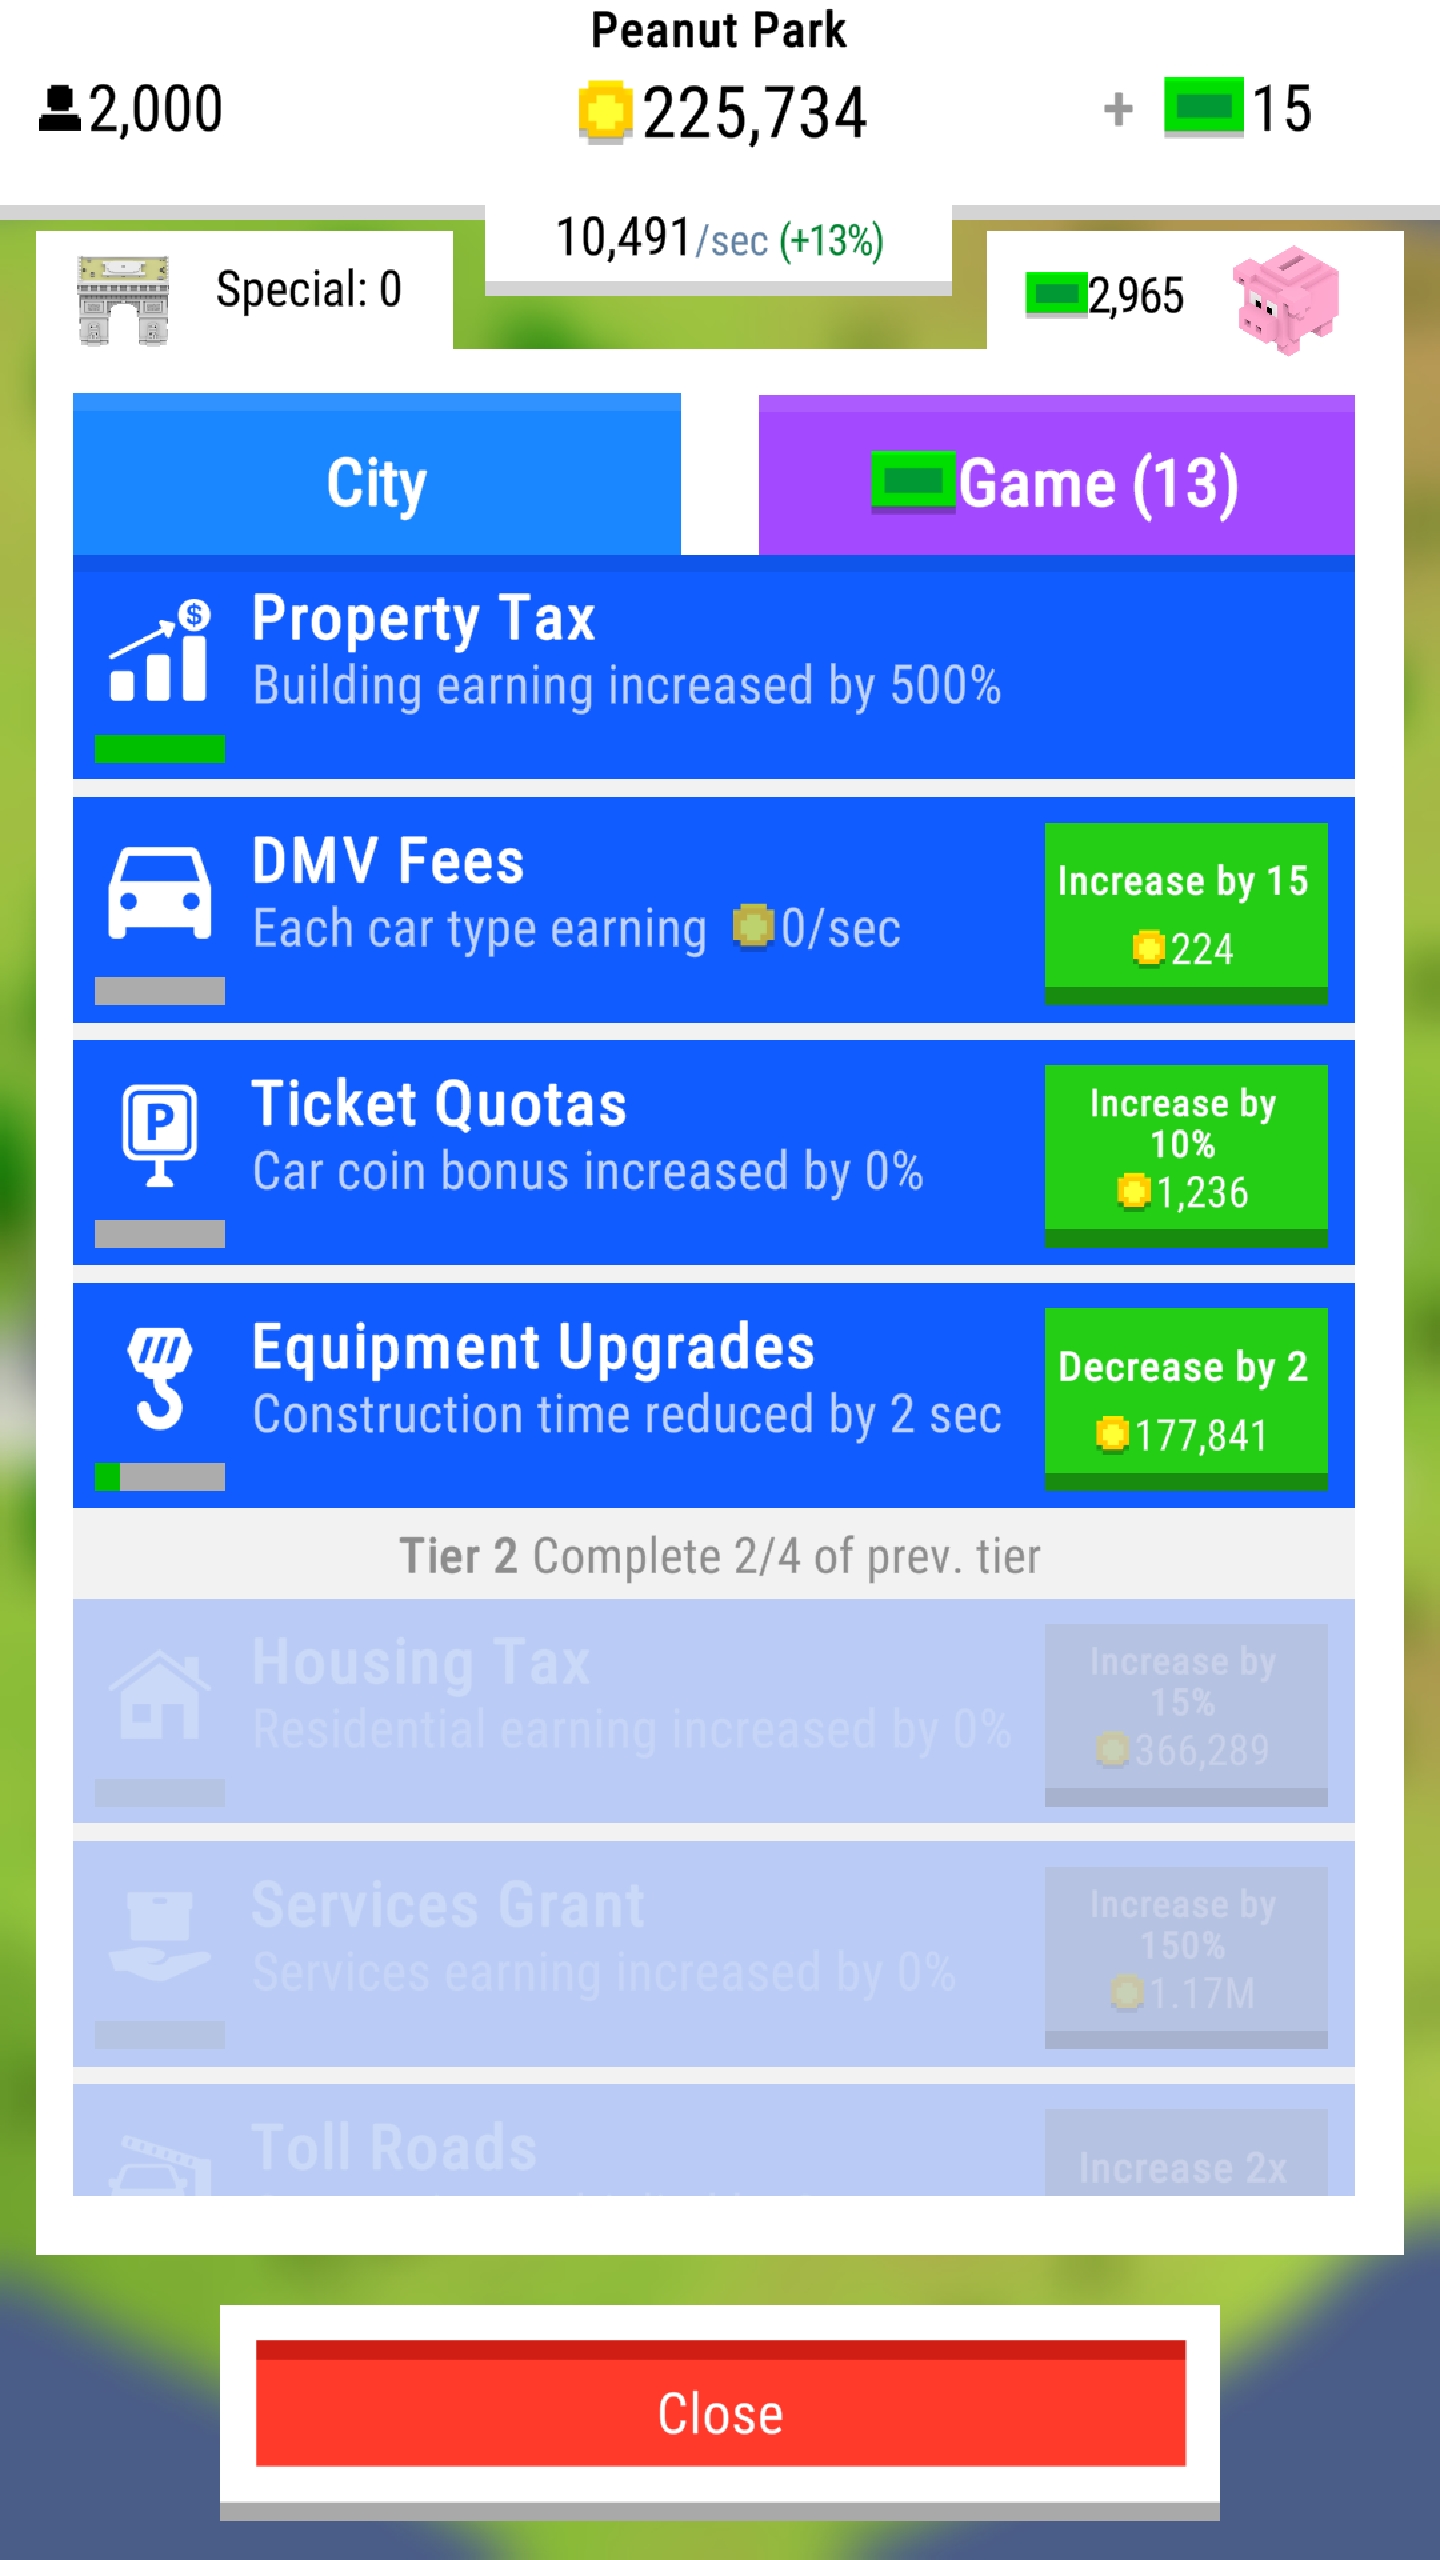 Peanut Park
2,000
225,734
+ 15
10,491/sec (+13%)
Special: 0
2,965
City
Game (13)
$
Property Tax
Building earning increased by 500%
DMV Fees
Each car type earning 0/sec
Increase by 15
224
P
Ticket Quotas
Car coin bonus increased by 0%
Increase by
10%
1,236
Equipment Upgrades
Construction time reduced by 2 sec
Decrease by 2
177,841
Tier 2 Complete 2/4 of prev. tier
Housing Tax
Residential earning increased by 0%
Increase by
15%
366,289
Services Grant
Services earning increased by 0%
Increase by
150%
1.17M
Toll Roads
Increase 2x
Close